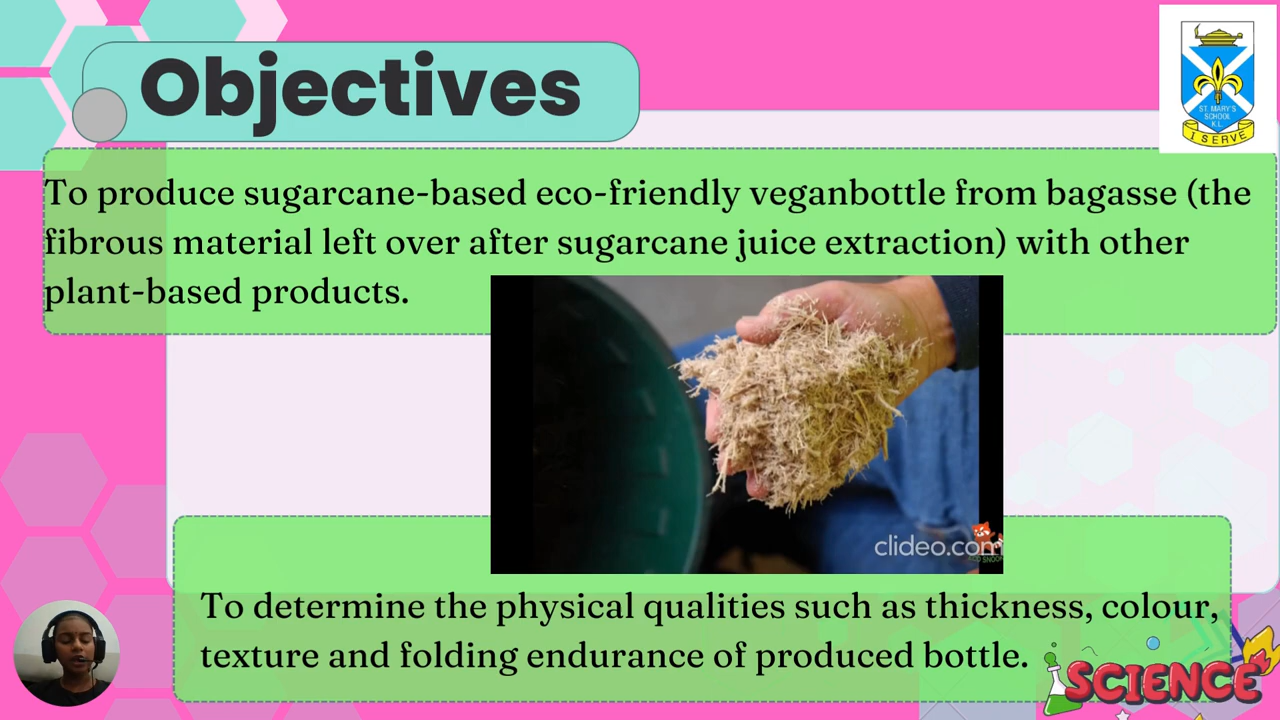 Objectives
ST. MARY'S
SCHOOL
K.L
I SERVE
To produce sugarcane-based eco-friendly veganbottle from bagasse (the
fibrous material left over after sugarcane juice extraction) with other
plant-based products.
clideo.com
To determine the physical qualities such as thickness, colour,
texture and folding endurance of produced bottle.
SCIENCE